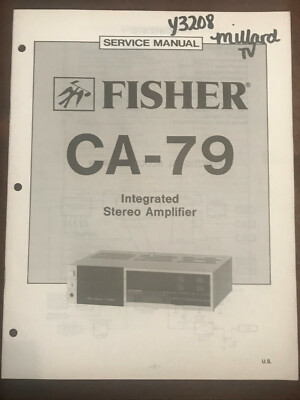 y3208
millard
TV
SERVICE MANUAL
FISHER®
CA-79
Integrated
Stereo Amplifier
U.S.